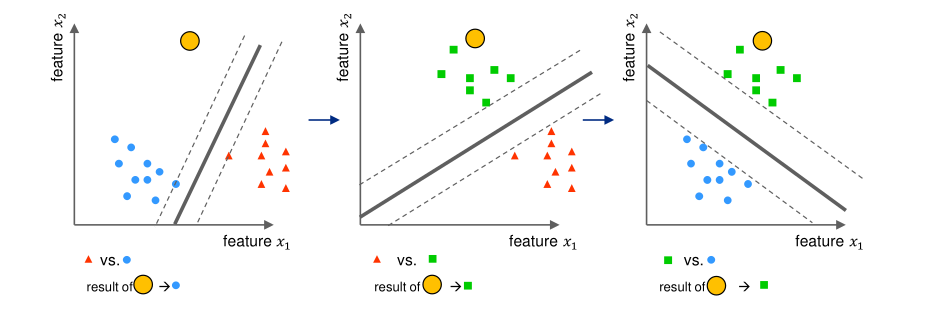 feature x₂
feature x₁
vs.
result of →
feature x₂
feature x₁
vs.
result of →
feature x₂
feature x₁
vs.
result of →